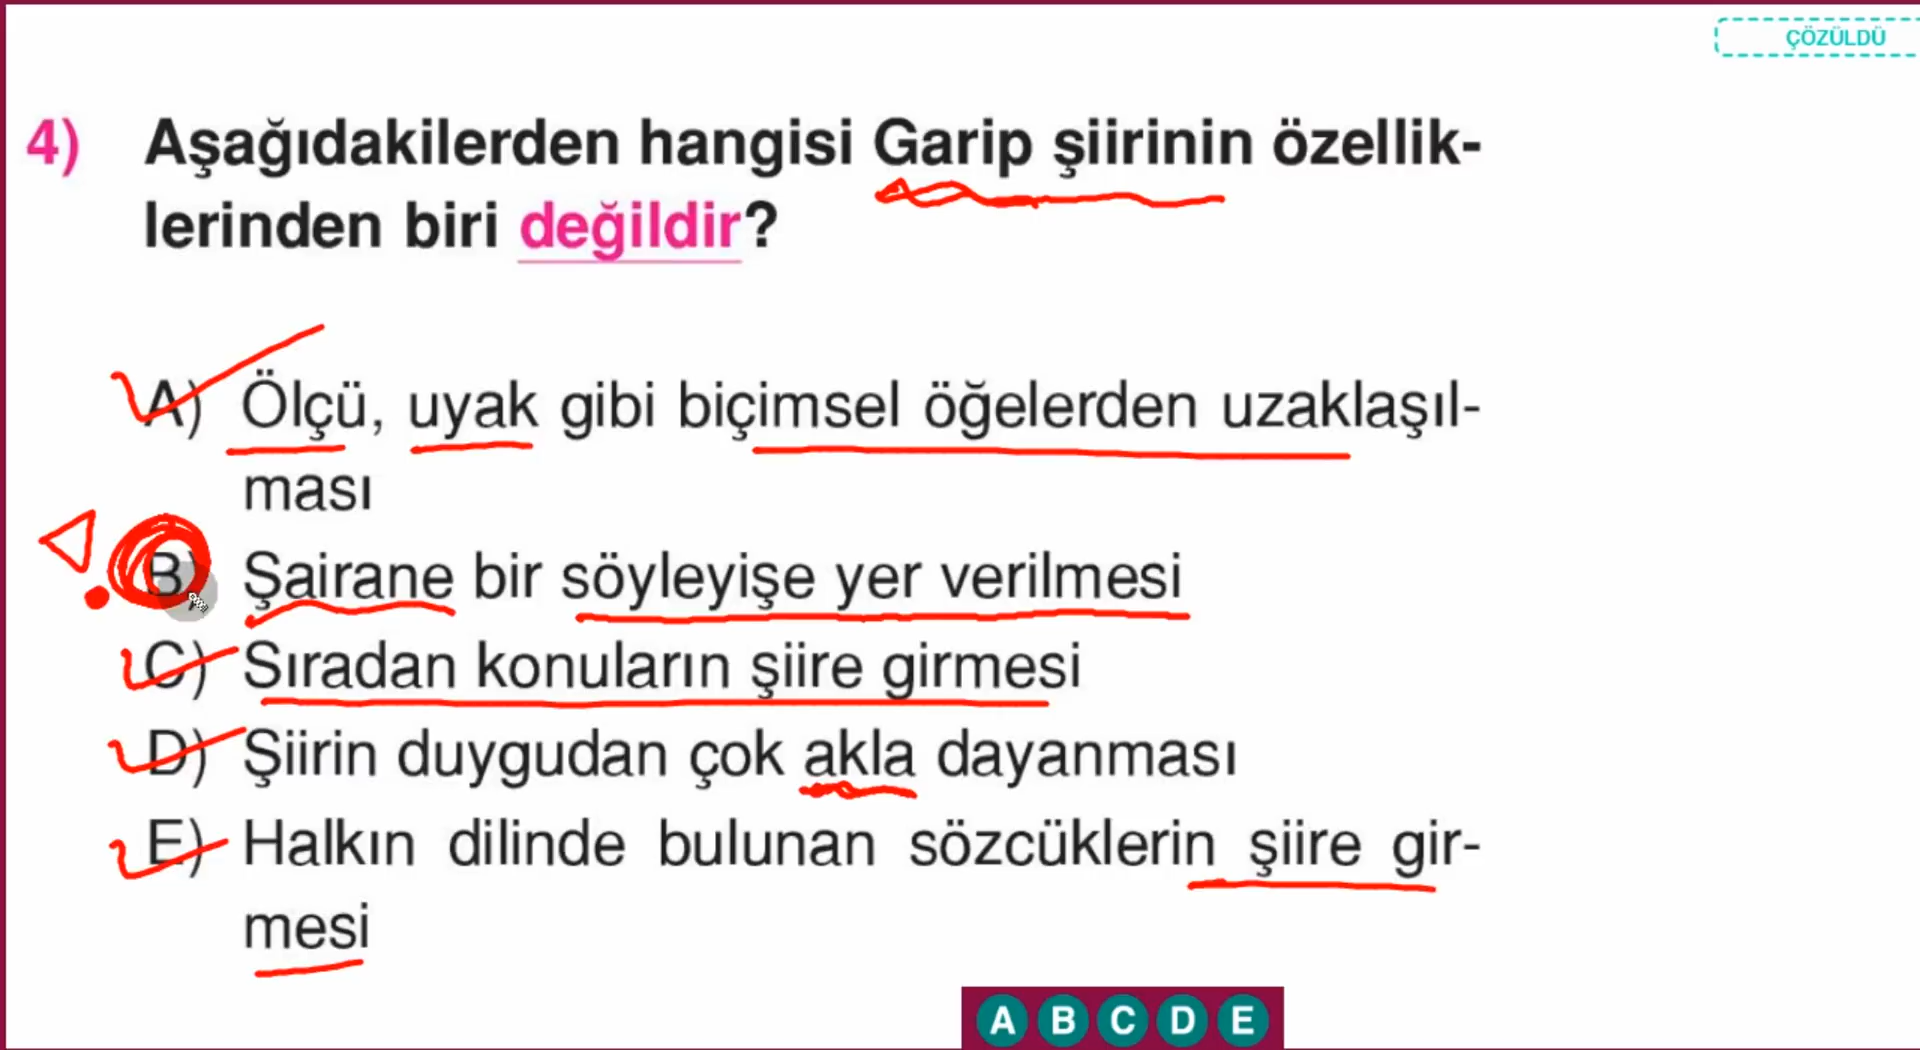 ÇÖZÜLDÜ
4) Aşağıdakilerden hangisi Garip şiirinin özellik-
lerinden biri değildir?
A) Ölçü, uyak gibi biçimsel öğelerden uzaklaşıl-
ması
B) Şairane bir söyleyişe yer verilmesi
C) Sıradan konuların şiire girmesi
D) Şiirin duygudan çok akla dayanması
E) Halkın dilinde bulunan sözcüklerin şiire gir-
mesi
A B C D E